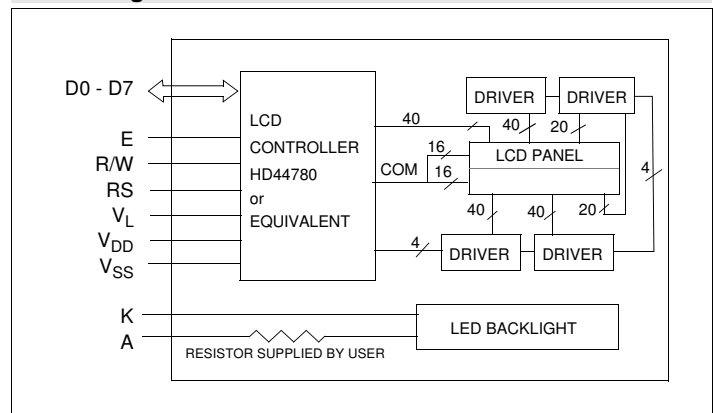 D0 - D7
E
R/W
RS
VL
VDD
VSS
K
A
LCD
CONTROLLER
HD44780
or
EQUIVALENT
40
COM
16
16
4
DRIVER
DRIVER
40
20
4
LCD PANEL
40
40
20
DRIVER
DRIVER
LED BACKLIGHT
RESISTOR SUPPLIED BY USER